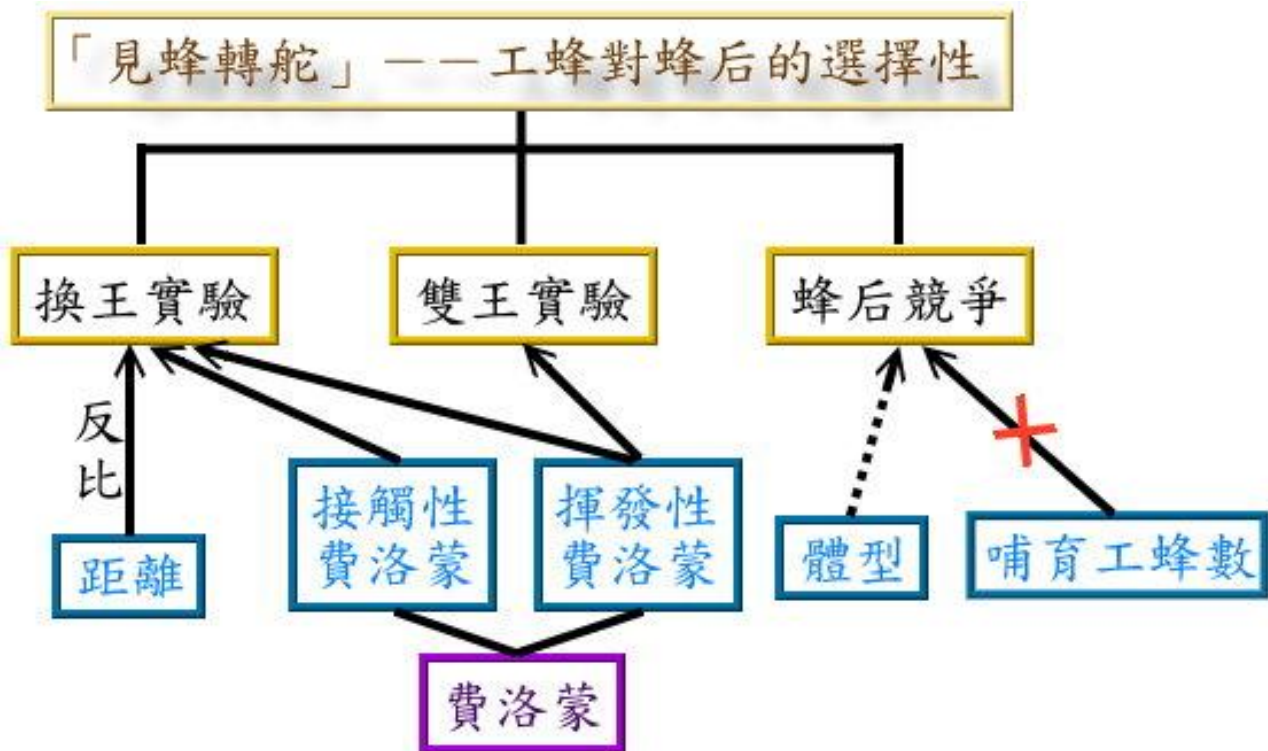 「見蜂轉舵」－－工蜂對蜂后的選擇性
換王實驗
雙王實驗
蜂后競爭
反
比
距離
接觸性
費洛蒙
揮發性
費洛蒙
體型
哺育工蜂數
費洛蒙